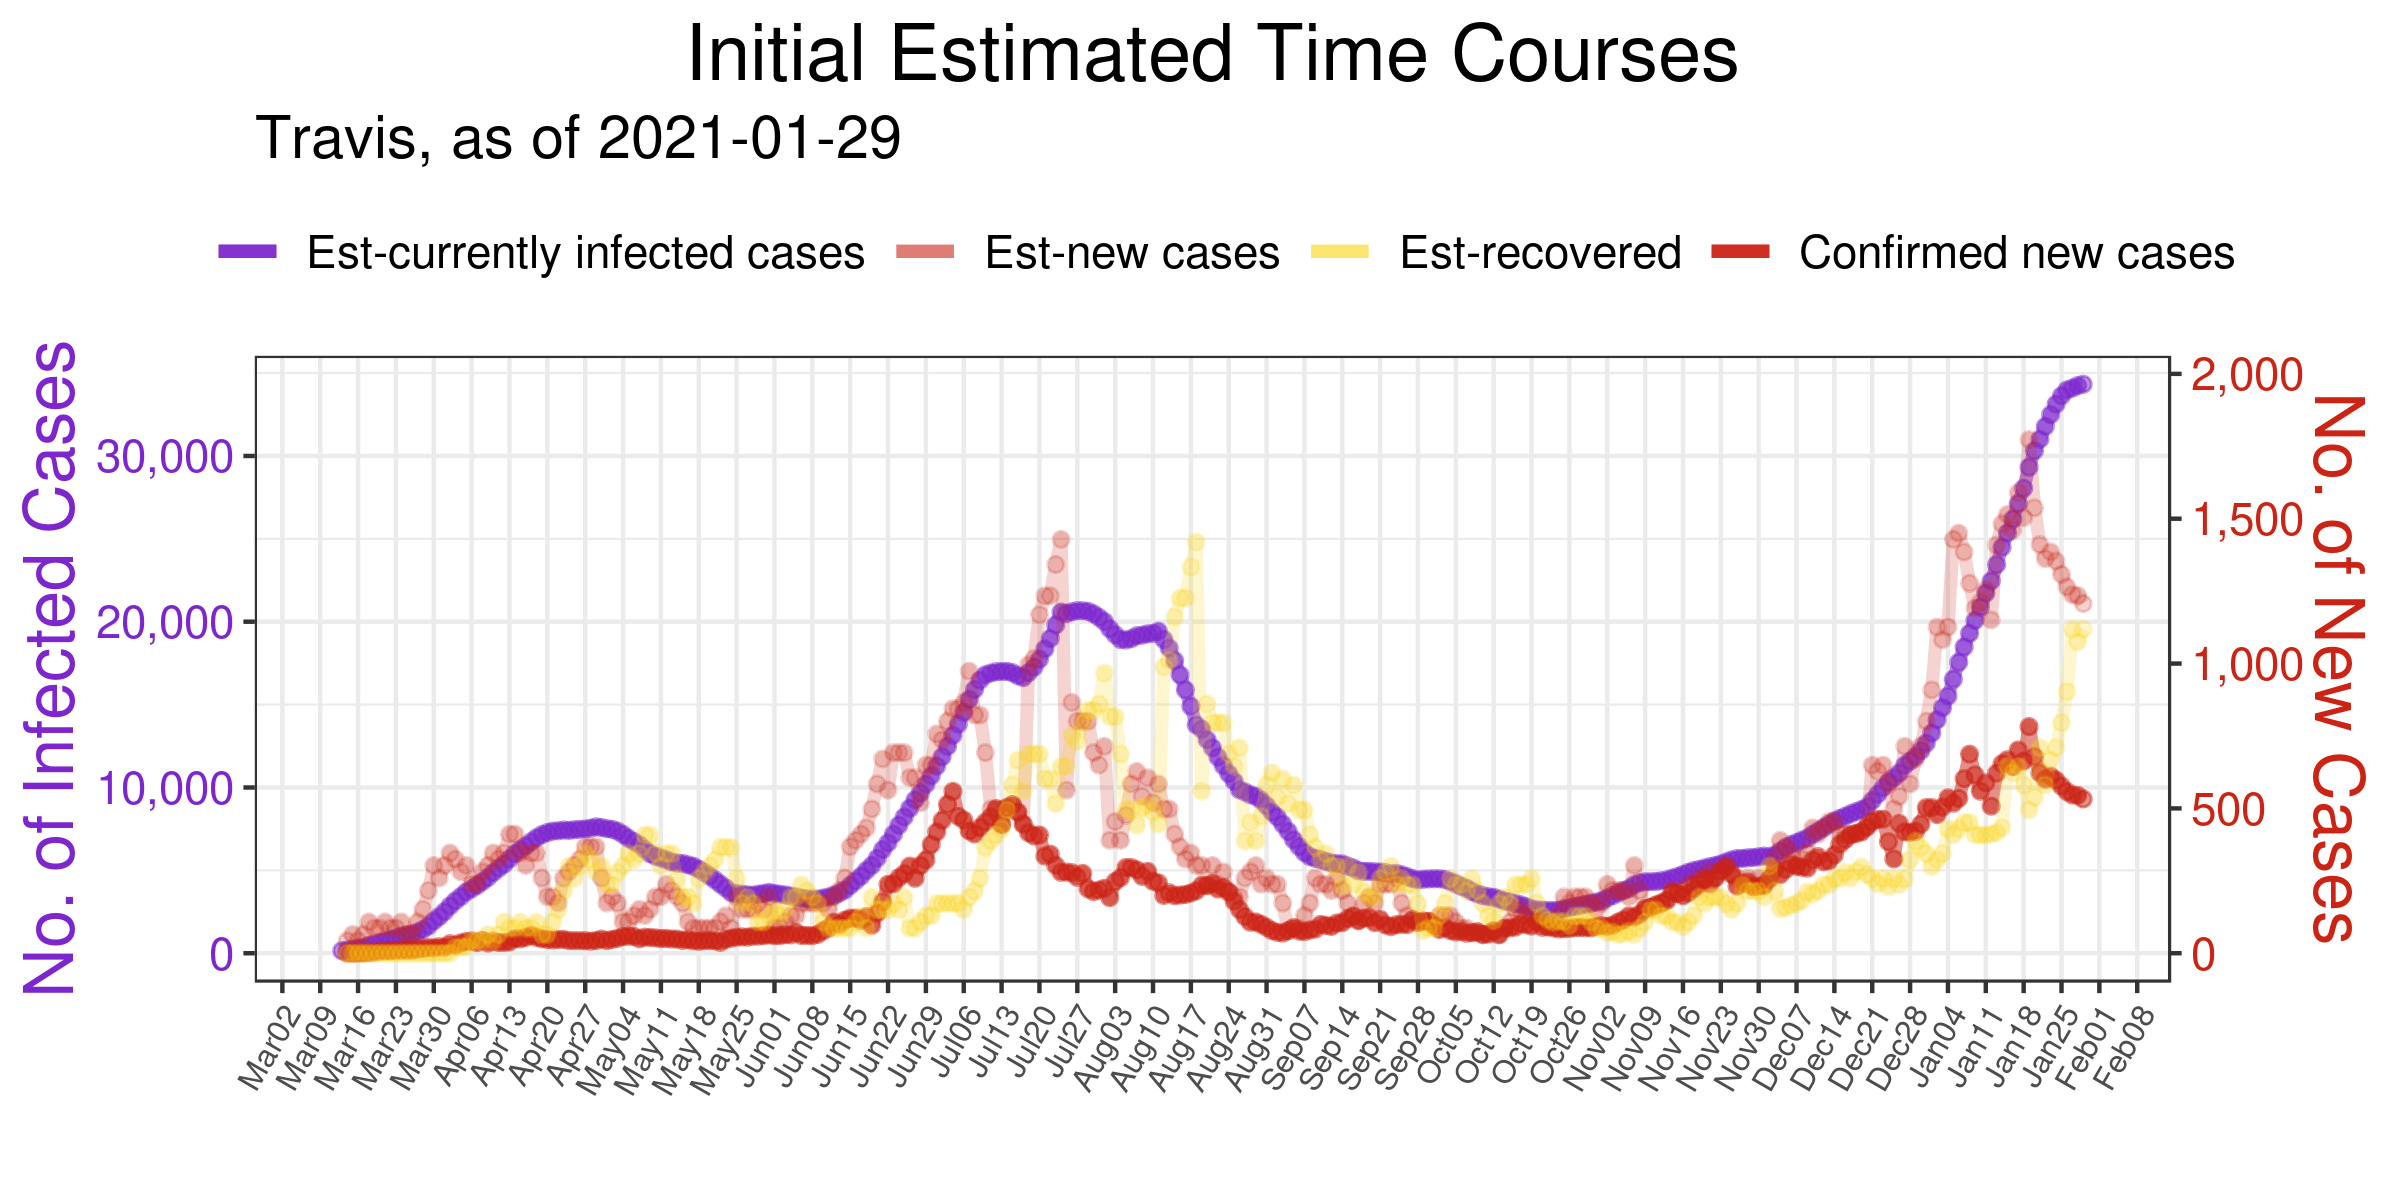 Initial Estimated Time Courses
Travis, as of 2021-01-29
Est-currently infected cases Est-new cases Est-recovered Confirmed new cases
No. of Infected Cases
30,000
20,000
10,000
0
2,000
1,500
1,000
500
0
No. of New Cases
Mar02 Mar09 Mar16 Mar23 Mar30 Apr06 Apr13 Apr20 Apr27 May04 May11 May18 May25 Jun01 Jun08 Jun15 Jun22 Jun29 Jul06 Jul13 Jul20 Jul27 Aug03 Aug10 Aug17 Aug24 Aug31 Sep07 Sep14 Sep21 Sep28 Oct05 Oct12 Oct19 Oct26 Nov02 Nov09 Nov16 Nov23 Nov30 Dec07 Dec14 Dec21 Dec28 Jan04 Jan11 Jan18 Jan25 Feb01 Feb08